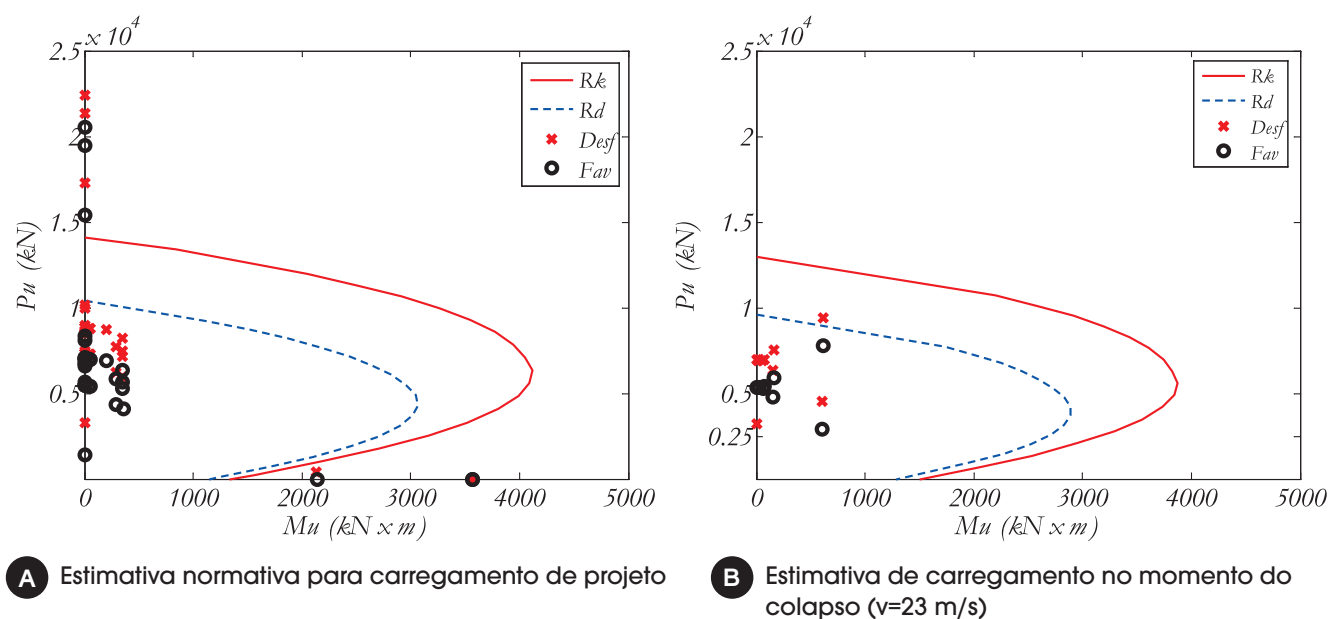 2.5 x 10^4
2
1.5
1
0.5
Pu (kN)
0 1000 2000 3000 4000 5000
Mu (kN x m)
Rk
Rd
Desf
Fav
A Estimativa normativa para carregamento de projeto
2.5 x 10^4
2
1.5
1
0.5
0.25
Pu (kN)
0 1000 2000 3000 4000 5000
Mu (kN x m)
Rk
Rd
Desf
Fav
B Estimativa de carregamento no momento do
colapso (v=23 m/s)